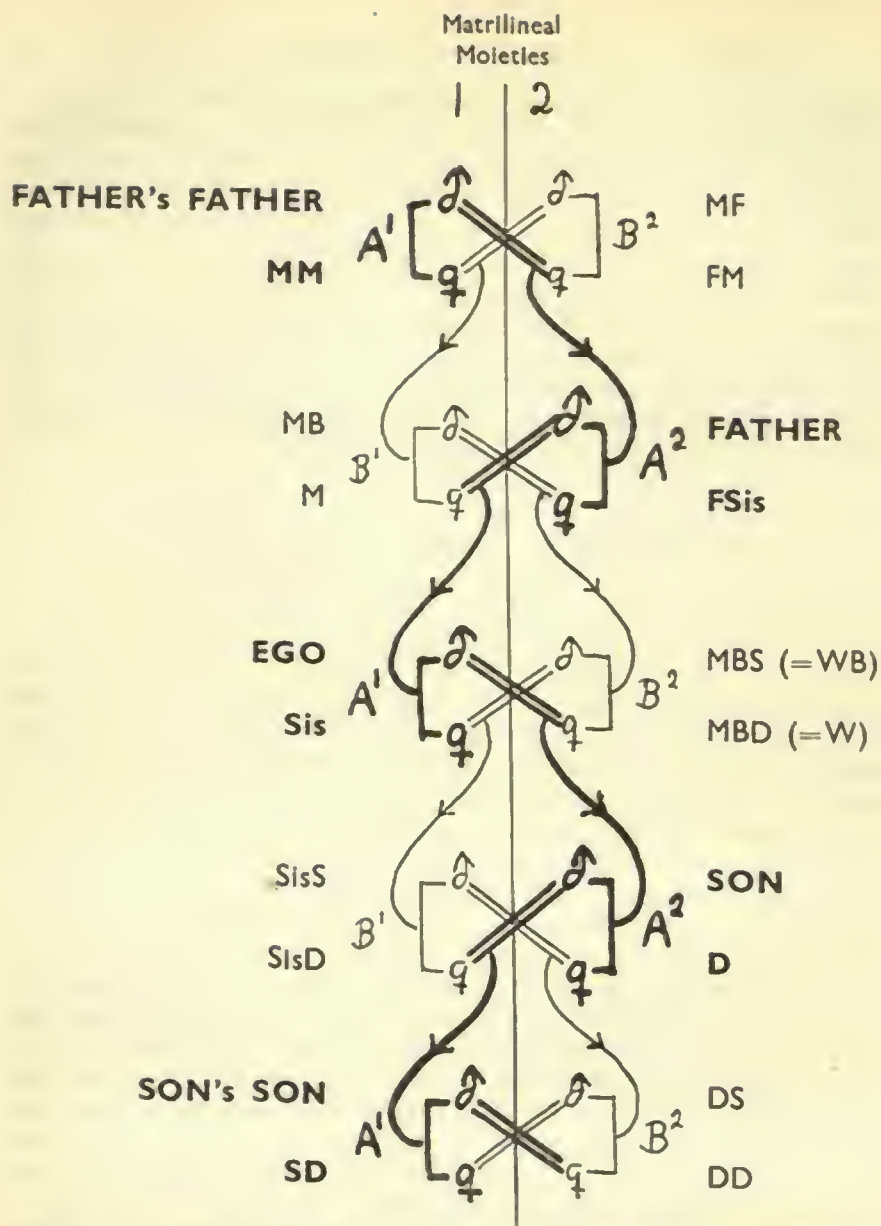 Matrilineal
Moieties
1 2
FATHER's FATHER MF
A¹ B²
MM FM
MB FATHER
B¹ A²
M FSis
EGO MBS (=WB)
A¹ B²
Sis MBD (=W)
SisS SON
B¹ A²
SisD D
SON's SON DS
A¹ B²
SD DD